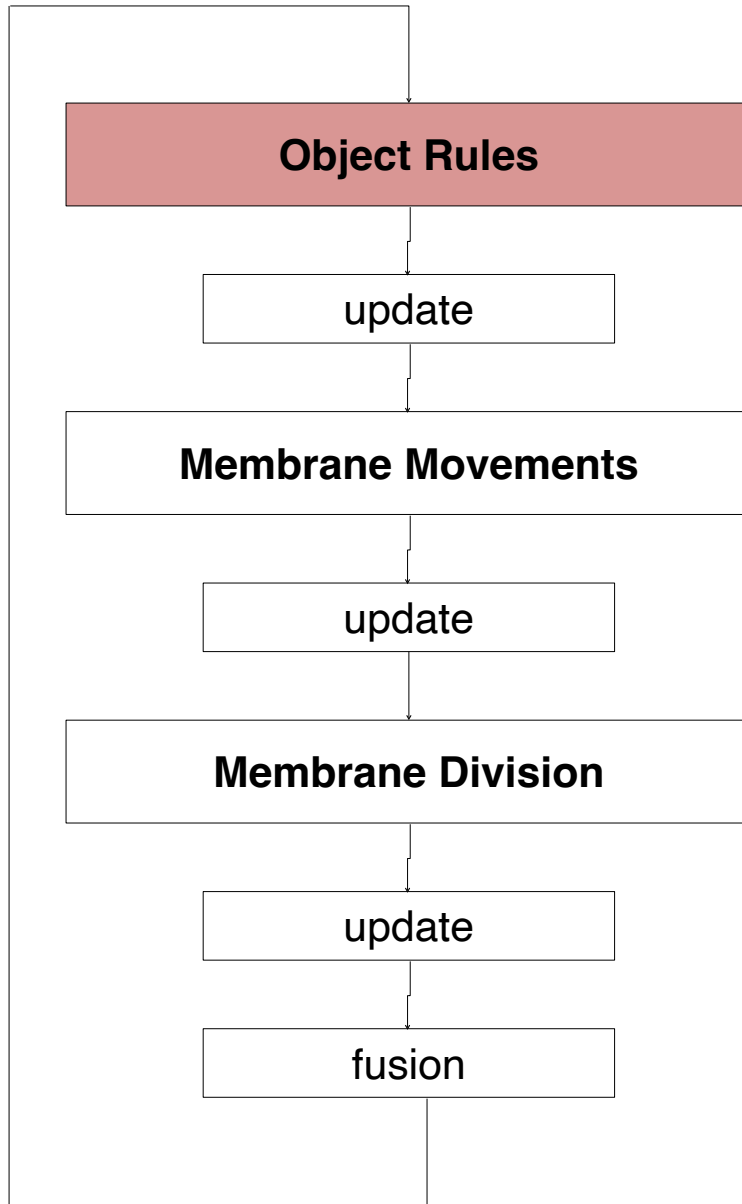 Object Rules
update
Membrane Movements
update
Membrane Division
update
fusion